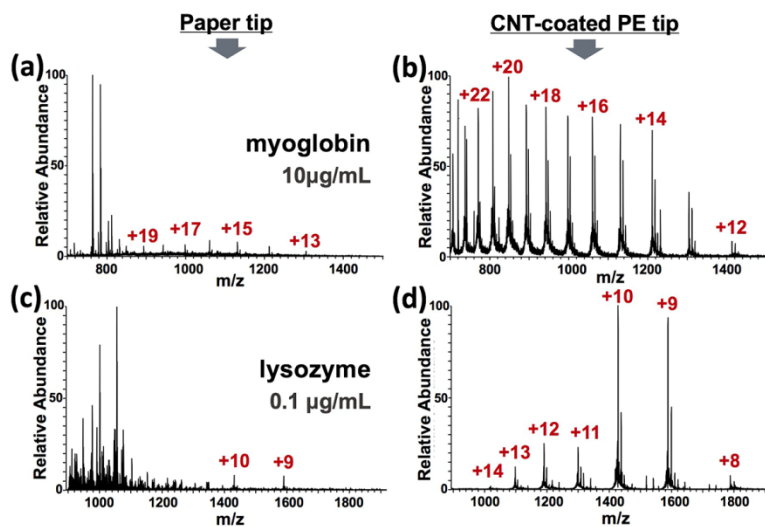 Paper tip
CNT-coated PE tip
(a)
Relative Abundance
100
50
0
myoglobin
10µg/mL
+19
+17
+15
+13
800
1000
1200
1400
m/z
(b)
Relative Abundance
100
50
0
+22
+20
+18
+16
+14
+12
800
1000
1200
1400
m/z
(c)
Relative Abundance
100
50
0
lysozyme
0.1 µg/mL
+10
+9
1000
1200
1400
1600
1800
m/z
(d)
Relative Abundance
100
50
0
+14
+13
+12
+11
+10
+9
+8
1000
1200
1400
1600
1800
m/z